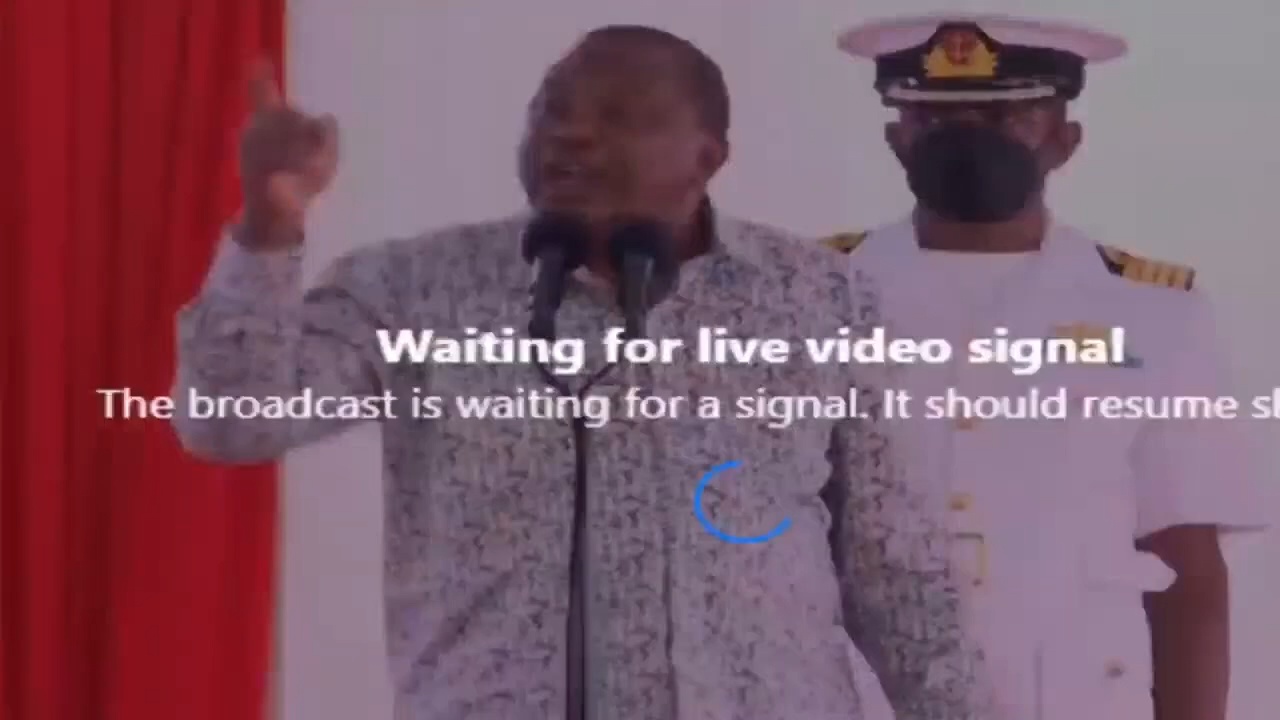 Waiting for live video signal
The broadcast is waiting for a signal. It should resume